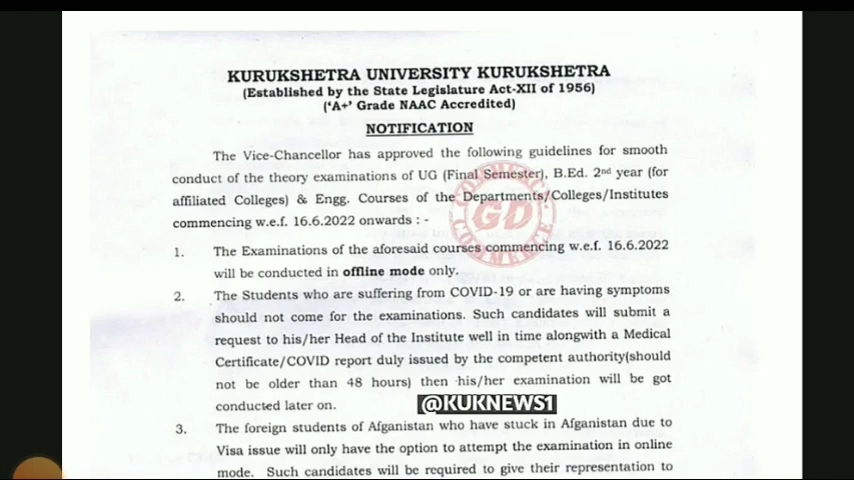 KURUKSHETRA UNIVERSITY KURUKSHETRA
(Established by the State Legislature Act-XII of 1956)
('A+' Grade NAAC Accredited)
NOTIFICATION
The Vice-Chancellor has approved the following guidelines for smooth
conduct of the theory examinations of UG (Final Semester), B.Ed. 2nd year (for
affiliated Colleges) & Engg. Courses of the Departments/Colleges/Institutes
commencing w.e.f. 16.6.2022 onwards : -
1. The Examinations of the aforesaid courses commencing w.e.f. 16.6.2022
will be conducted in offline mode only.
2. The Students who are suffering from COVID-19 or are having symptoms
should not come for the examinations. Such candidates will submit a
request to his/her Head of the Institute well in time alongwith a Medical
Certificate/COVID report duly issued by the competent authority(should
not be older than 48 hours) then his/her examination will be got
conducted later on.
@KUKNEWS1
3. The foreign students of Afganistan who have stuck in Afganistan due to
Visa issue will only have the option to attempt the examination in online
mode. Such candidates will be required to give their representation to
GD
COMMERCE